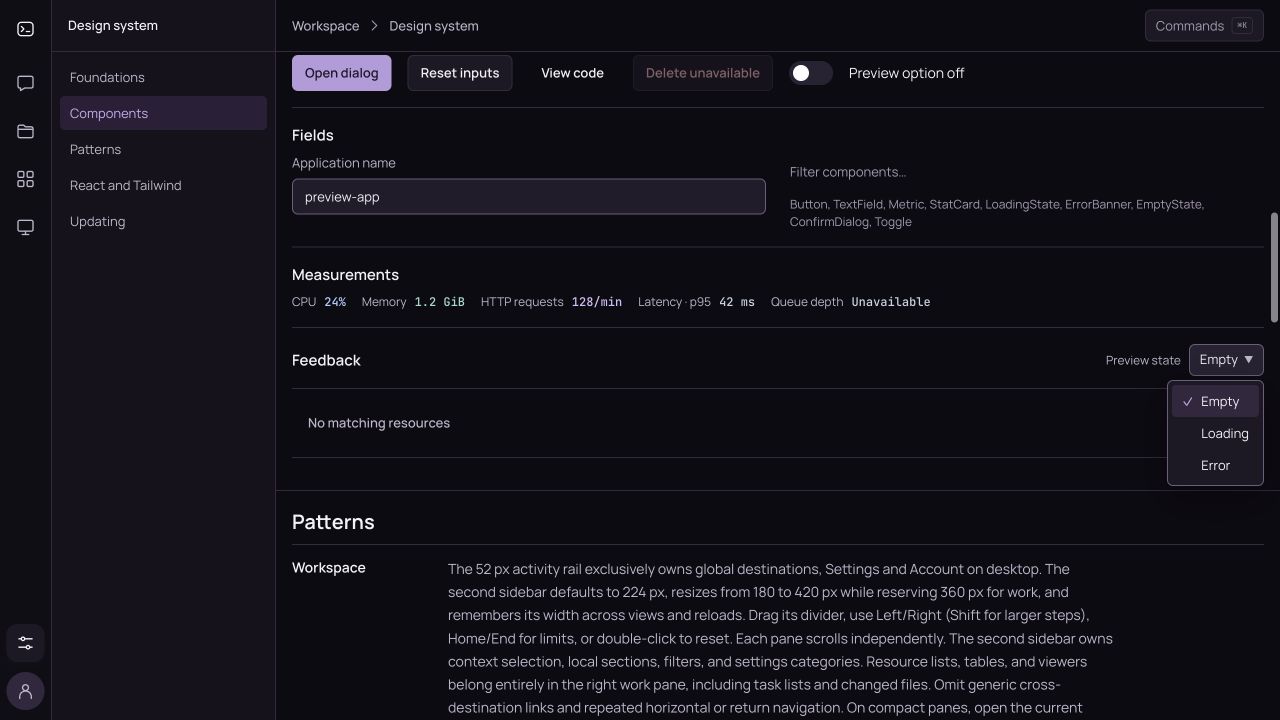 Design system
Workspace
Design system
Commands ⌘K
Foundations
Components
Patterns
React and Tailwind
Updating
Open dialog
Reset inputs
View code
Delete unavailable
Preview option off
Fields
Application name
preview-app
Filter components…
Button, TextField, Metric, StatCard, LoadingState, ErrorBanner, EmptyState,
ConfirmDialog, Toggle
Measurements
CPU 24% Memory 1.2 GiB HTTP requests 128/min Latency · p95 42 ms Queue depth Unavailable
Feedback
Preview state
Empty
Empty
Loading
Error
No matching resources
Patterns
Workspace
The 52 px activity rail exclusively owns global destinations, Settings and Account on desktop. The
second sidebar defaults to 224 px, resizes from 180 to 420 px while reserving 360 px for work, and
remembers its width across views and reloads. Drag its divider, use Left/Right (Shift for larger steps),
Home/End for limits, or double-click to reset. Each pane scrolls independently. The second sidebar owns
context selection, local sections, filters, and settings categories. Resource lists, tables, and viewers
belong entirely in the right work pane, including task lists and changed files. Omit generic cross-
destination links and repeated horizontal or return navigation. On compact panes, open the current